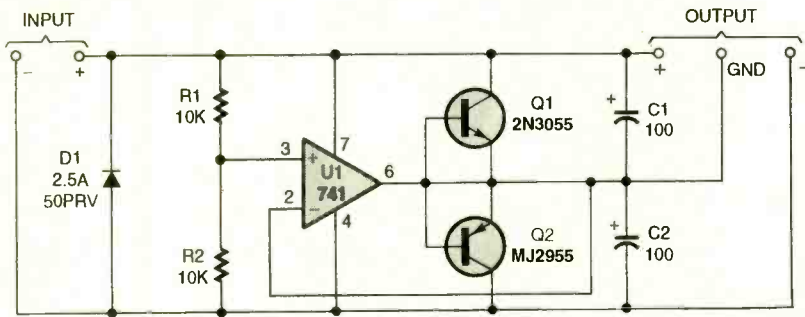 INPUT
OUTPUT
- +
+ GND -
R1
10K
Q1
2N3055
+ C1
100
D1
2.5A
50PRV
3 + 7
U1
741
6
2 - 4
R2
10K
Q2
MJ2955
+ C2
100